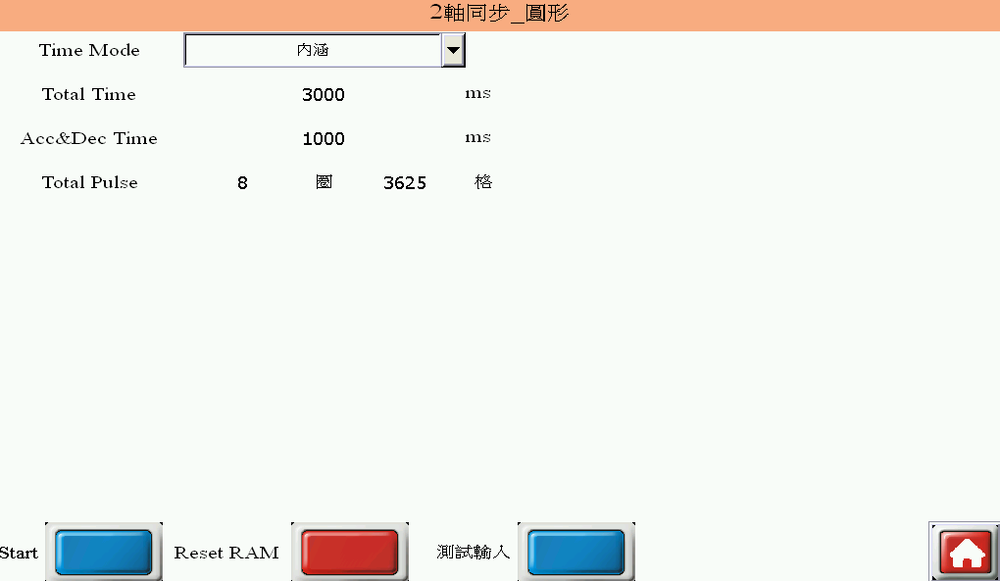 2軸同步_圓形
Time Mode 內涵
Total Time 3000 ms
Acc&Dec Time 1000 ms
Total Pulse 8 圈 3625 格
Start Reset RAM 測試輸入